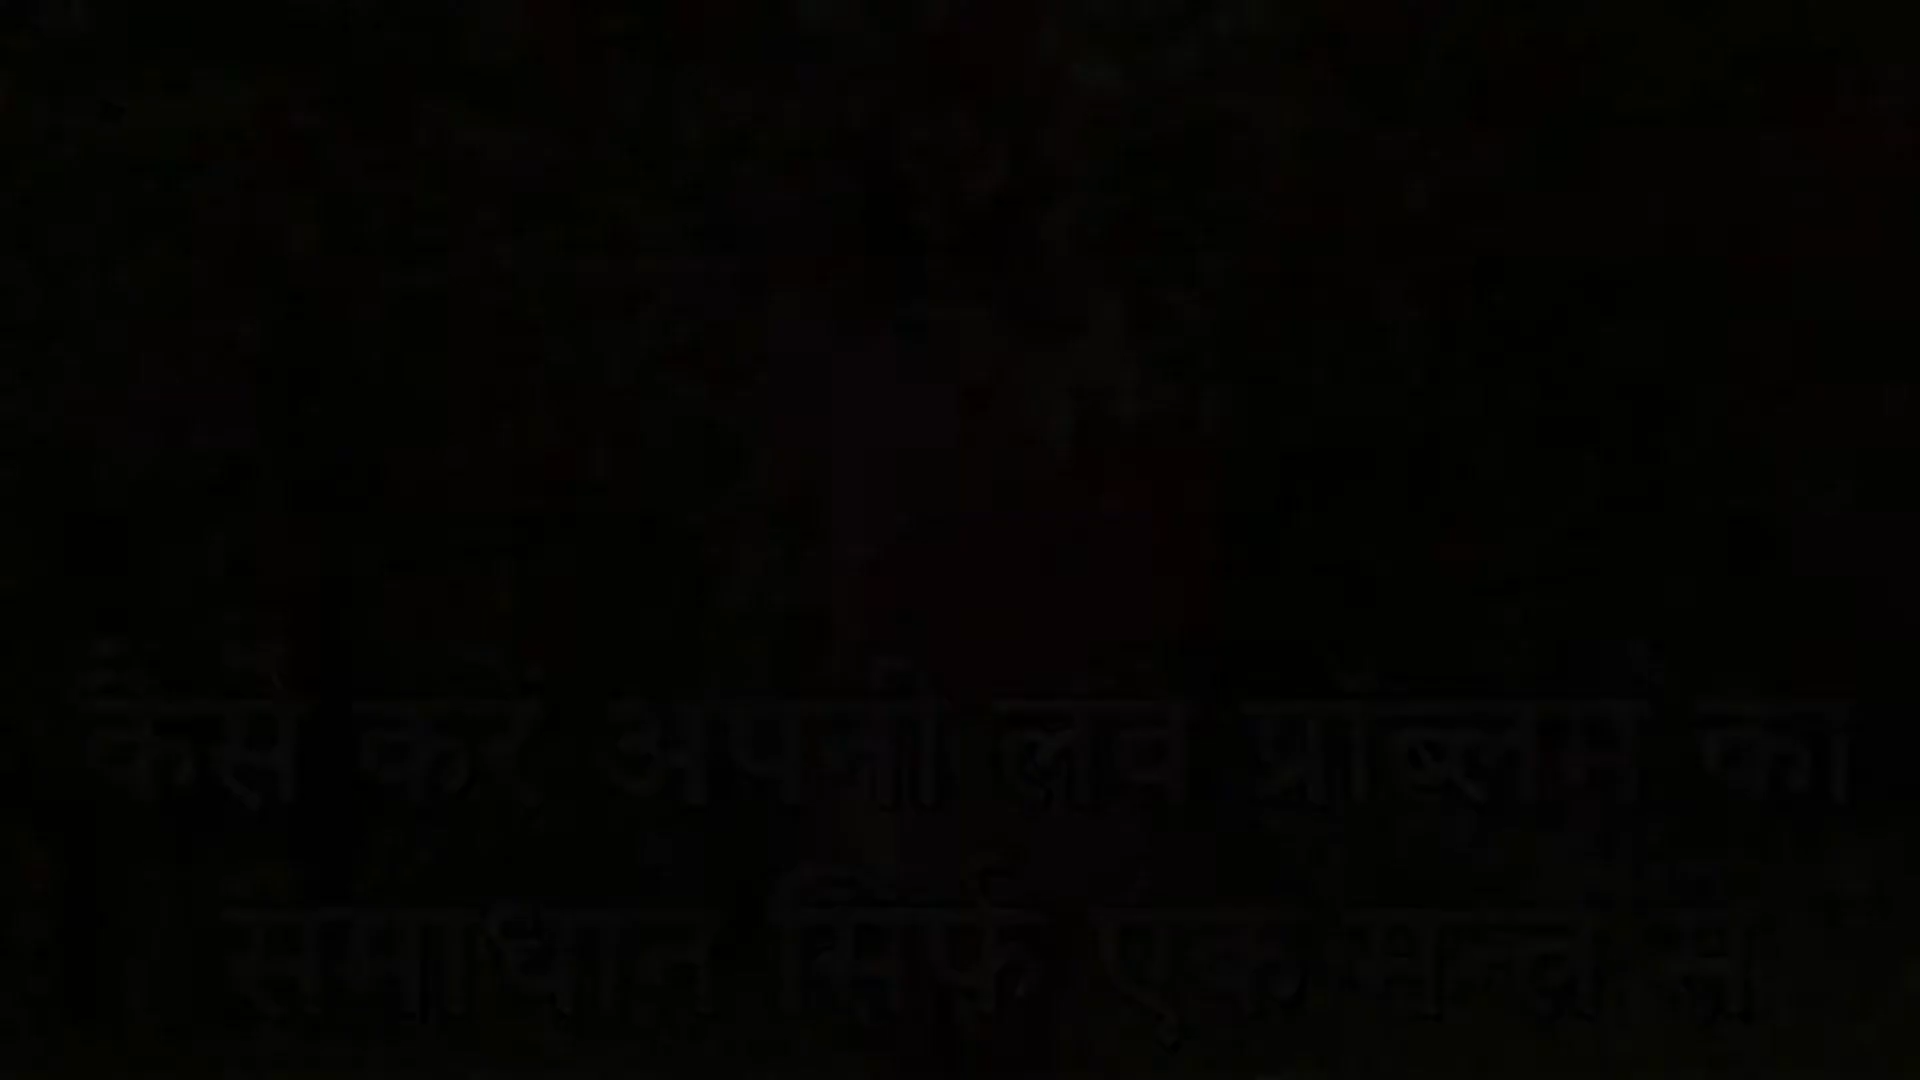 कैसे करें अपनी लव प्रॉब्लम का
समाधान सिर्फ एक मन्त्र से